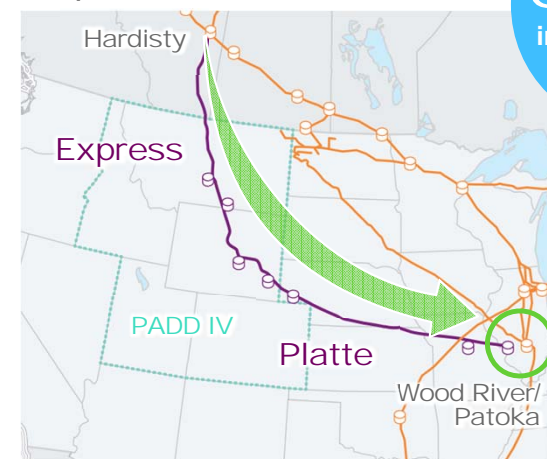 Hardisty
Express
PADD IV
Platte
Wood River/
Patoka